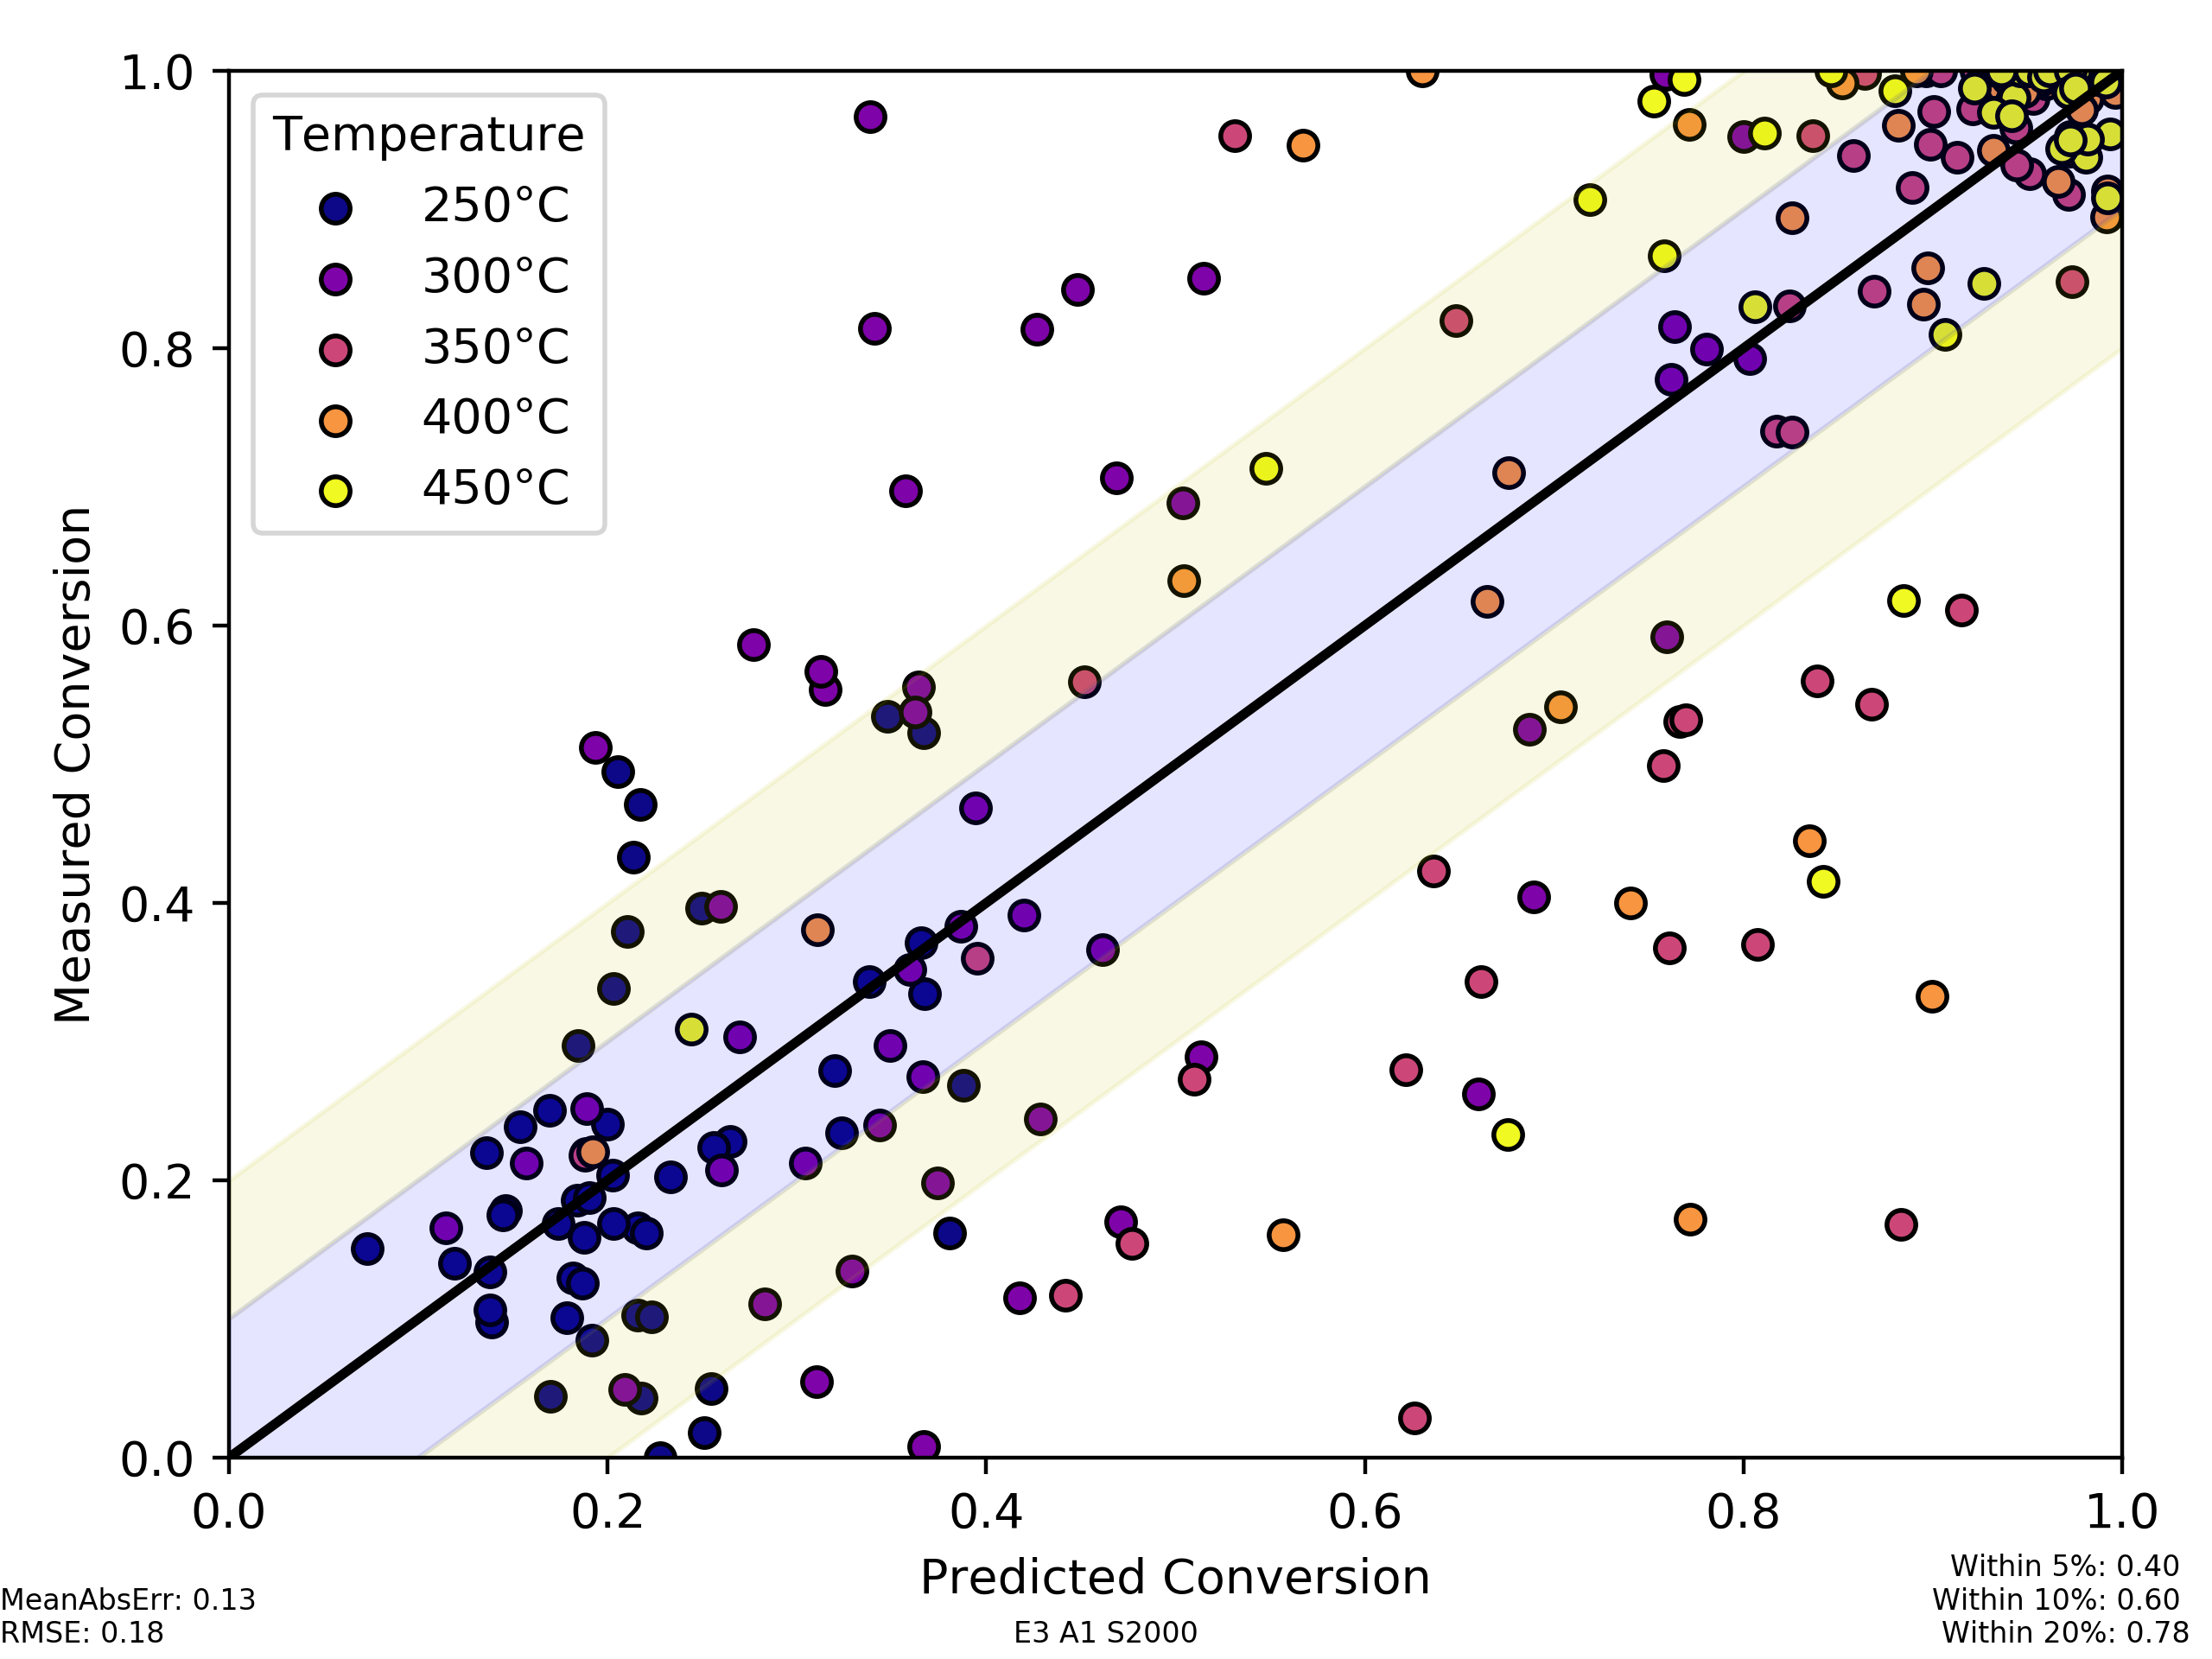 1.0
0.8
0.6
0.4
0.2
0.0
Measured Conversion
Temperature
250°C
300°C
350°C
400°C
450°C
0.0 0.2 0.4 0.6 0.8 1.0
Predicted Conversion
MeanAbsErr: 0.13
RMSE: 0.18
E3 A1 S2000
Within 5%: 0.40
Within 10%: 0.60
Within 20%: 0.78